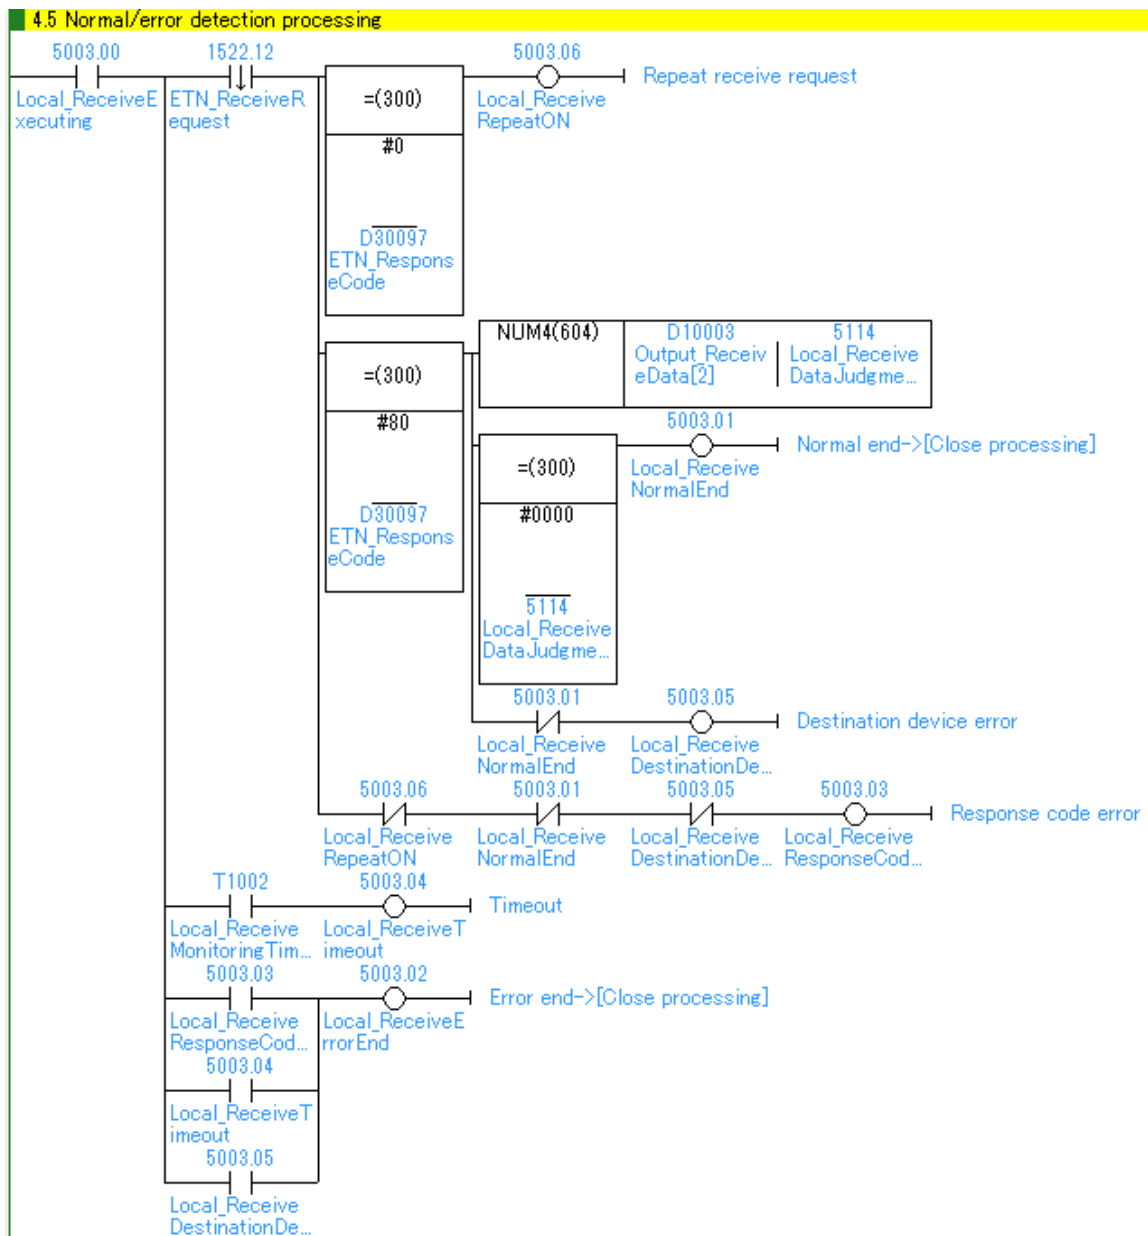 4.5 Normal/error detection processing
5003.00
1522.12
5003.06
Local_ReceiveE
xecuting
ETN_ReceiveR
equest
=(300)
Local_Receive
RepeatON
Repeat receive request
#0
D30097
ETN_Respons
eCode
NUM4(604)
D10003
Output_Receiv
eData[2]
5114
Local_Receive
DataJudgme...
=(300)
#80
D30097
ETN_Respons
eCode
5003.01
=(300)
Local_Receive
NormalEnd
Normal end->[Close processing]
#0000
5114
Local_Receive
DataJudgme...
5003.01
5003.05
Local_Receive
NormalEnd
Local_Receive
DestinationDe...
Destination device error
5003.06
5003.01
5003.05
5003.03
Local_Receive
RepeatON
Local_Receive
NormalEnd
Local_Receive
DestinationDe...
Local_Receive
ResponseCod...
Response code error
T1002
5003.04
Local_Receive
MonitoringTim...
Local_ReceiveT
imeout
Timeout
5003.03
5003.02
Local_Receive
ResponseCod...
Local_ReceiveE
rrorEnd
Error end->[Close processing]
5003.04
Local_ReceiveT
imeout
5003.05
Local_Receive
DestinationDe...